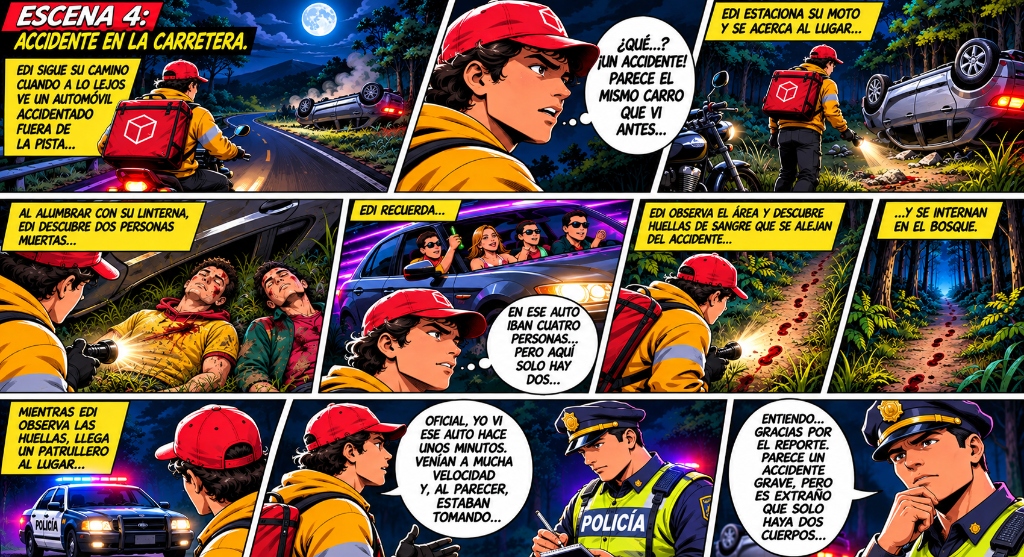 ESCENA 4:
ACCIDENTE EN LA CARRETERA.
EDI SIGUE SU CAMINO
CUANDO A LO LEJOS
VE UN AUTOMÓVIL
ACCIDENTADO
FUERA DE
LA PISTA...
¿QUÉ...?
¡UN ACCIDENTE!
PARECE EL
MISMO CARRO
QUE VI
ANTES...
EDI ESTACIONA SU MOTO
Y SE ACERCA AL LUGAR...
AL ALUMBRAR CON SU LINTERNA,
EDI DESCUBRE DOS PERSONAS
MUERTAS...
EDI RECUERDA...
EN ESE AUTO
IBAN CUATRO
PERSONAS...
PERO AQUÍ
SOLO HAY
DOS...
EDI OBSERVA EL ÁREA Y DESCUBRE
HUELLAS DE SANGRE QUE SE ALEJAN
DEL ACCIDENTE...
...Y SE INTERNAN
EN EL BOSQUE.
MIENTRAS EDI
OBSERVA LAS
HUELLAS, LLEGA
UN PATRULLERO
AL LUGAR...
POLICÍA
OFICIAL, YO VI
ESE AUTO HACE
UNOS MINUTOS.
VENÍAN A MUCHA
VELOCIDAD
Y, AL PARECER,
ESTABAN
TOMANDO...
POLICÍA
ENTIENDO...
GRACIAS POR
EL REPORTE.
PARECE UN
ACCIDENTE
GRAVE, PERO
ES EXTRAÑO
QUE SOLO
HAYA DOS
CUERPOS...